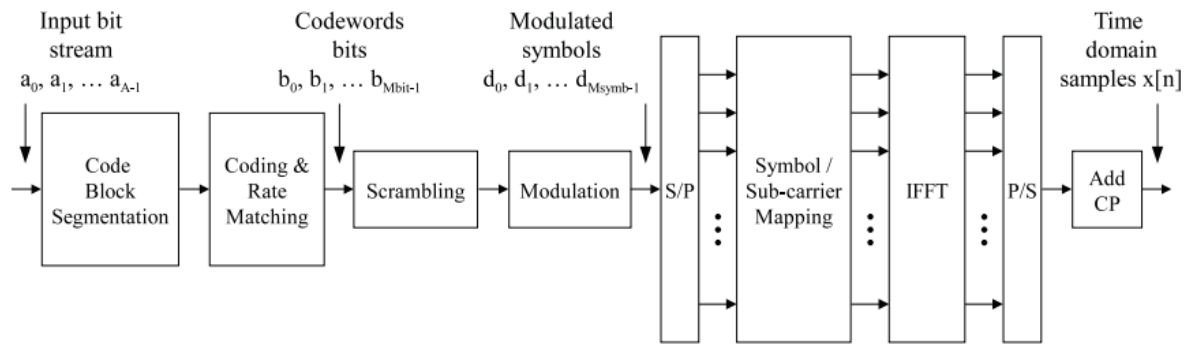 Input bit
stream
a0, a1, … aA-1
Codewords
bits
b0, b1, … bMbit-1
Modulated
symbols
d0, d1, … dMsymb-1
Time
domain
samples x[n]
Code
Block
Segmentation
Coding &
Rate
Matching
Scrambling
Modulation
S/P
Symbol /
Sub-carrier
Mapping
IFFT
P/S
Add
CP